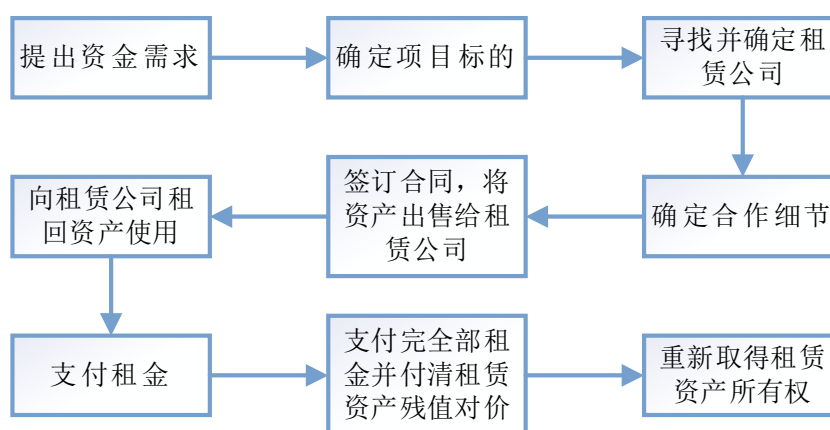 提出资金需求
确定项目标的
寻找并确定租
赁公司
确定合作细节
签订合同，将
资产出售给租
赁公司
向租赁公司租
回资产使用
支付租金
支付完全部租
金并付清租赁
资产残值对价
重新取得租赁
资产所有权